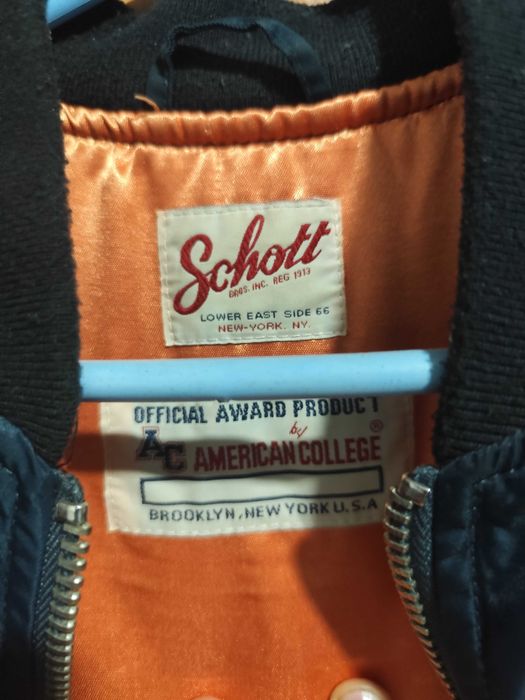 Schott
BROS. INC. REG 1913
LOWER EAST SIDE 66
NEW-YORK. NY.
OFFICIAL AWARD PRODUCT
by
AC AMERICAN COLLEGE ®
BROOKLYN, NEW YORK U.S.A